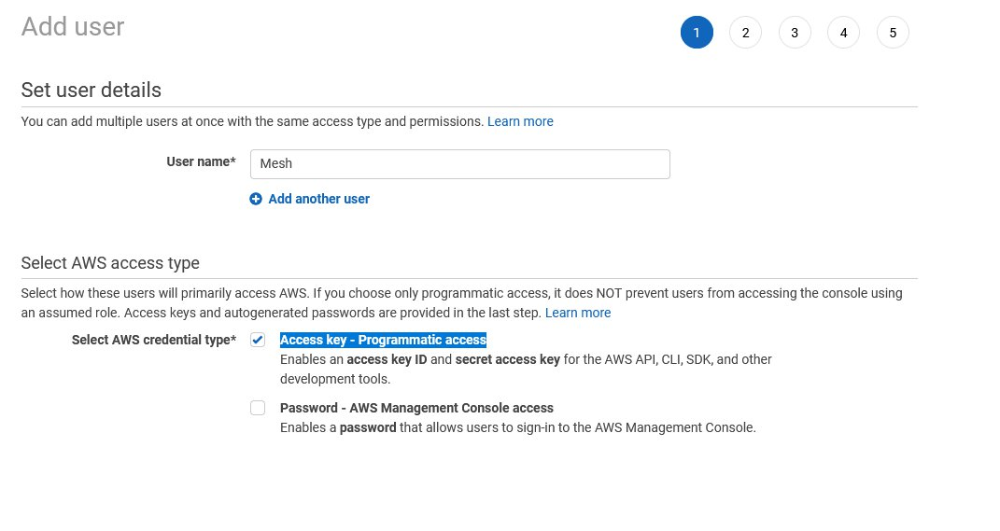 Add user
1 2 3 4 5
Set user details
You can add multiple users at once with the same access type and permissions. Learn more
User name* Mesh
Add another user
Select AWS access type
Select how these users will primarily access AWS. If you choose only programmatic access, it does NOT prevent users from accessing the console using
an assumed role. Access keys and autogenerated passwords are provided in the last step. Learn more
Select AWS credential type* Access key - Programmatic access
Enables an access key ID and secret access key for the AWS API, CLI, SDK, and other
development tools.
Password - AWS Management Console access
Enables a password that allows users to sign-in to the AWS Management Console.